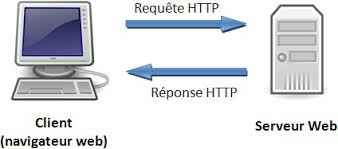 Requête HTTP
Réponse HTTP
Client
(navigateur web)
Serveur Web